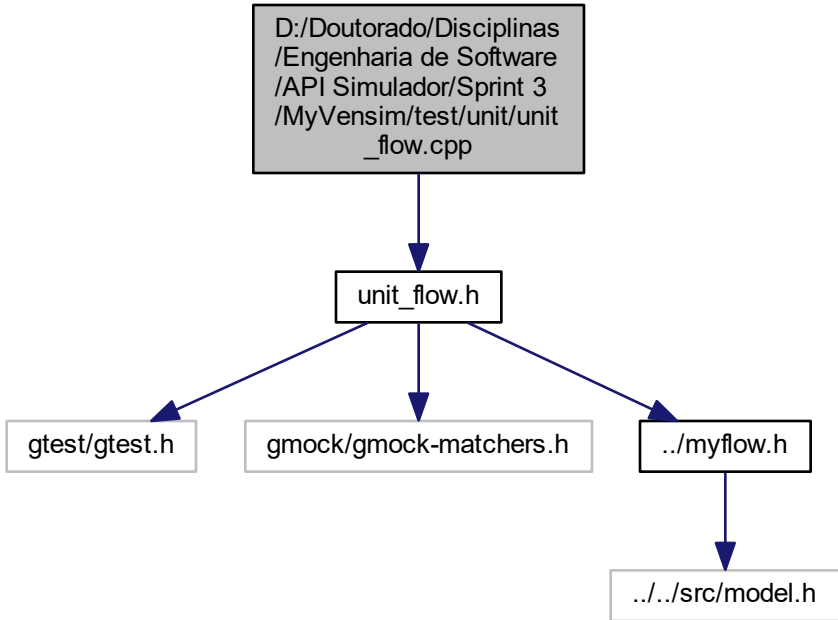 D:/Doutorado/Disciplinas
/Engenharia de Software
/API Simulador/Sprint 3
/MyVensim/test/unit/unit
_flow.cpp
unit_flow.h
gtest/gtest.h
gmock/gmock-matchers.h
../myflow.h
../../src/model.h